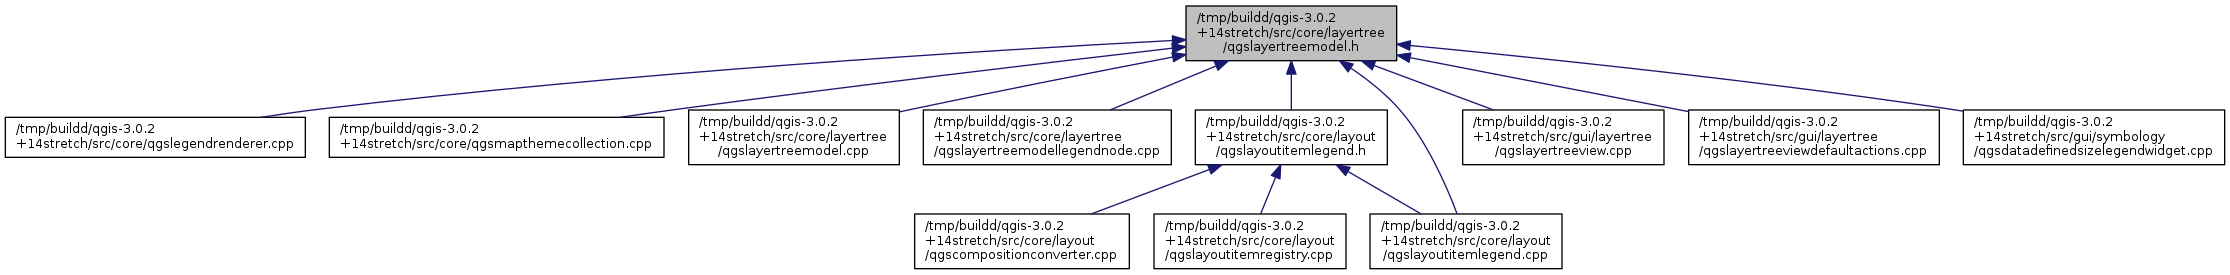 /tmp/buildd/qgis-3.0.2
+14stretch/src/core/layertree
/qgslayertreemodel.h
/tmp/buildd/qgis-3.0.2
+14stretch/src/core/qgslegendrenderer.cpp
/tmp/buildd/qgis-3.0.2
+14stretch/src/core/qgsmapthemecollection.cpp
/tmp/buildd/qgis-3.0.2
+14stretch/src/core/layertree
/qgslayertreemodel.cpp
/tmp/buildd/qgis-3.0.2
+14stretch/src/core/layertree
/qgslayertreemodellegendnode.cpp
/tmp/buildd/qgis-3.0.2
+14stretch/src/core/layout
/qgslayoutitemlegend.h
/tmp/buildd/qgis-3.0.2
+14stretch/src/gui/layertree
/qgslayertreeview.cpp
/tmp/buildd/qgis-3.0.2
+14stretch/src/gui/layertree
/qgslayertreeviewdefaultactions.cpp
/tmp/buildd/qgis-3.0.2
+14stretch/src/gui/symbology
/qgsdatadefinedsizelegendwidget.cpp
/tmp/buildd/qgis-3.0.2
+14stretch/src/core/layout
/qgscompositionconverter.cpp
/tmp/buildd/qgis-3.0.2
+14stretch/src/core/layout
/qgslayoutitemregistry.cpp
/tmp/buildd/qgis-3.0.2
+14stretch/src/core/layout
/qgslayoutitemlegend.cpp